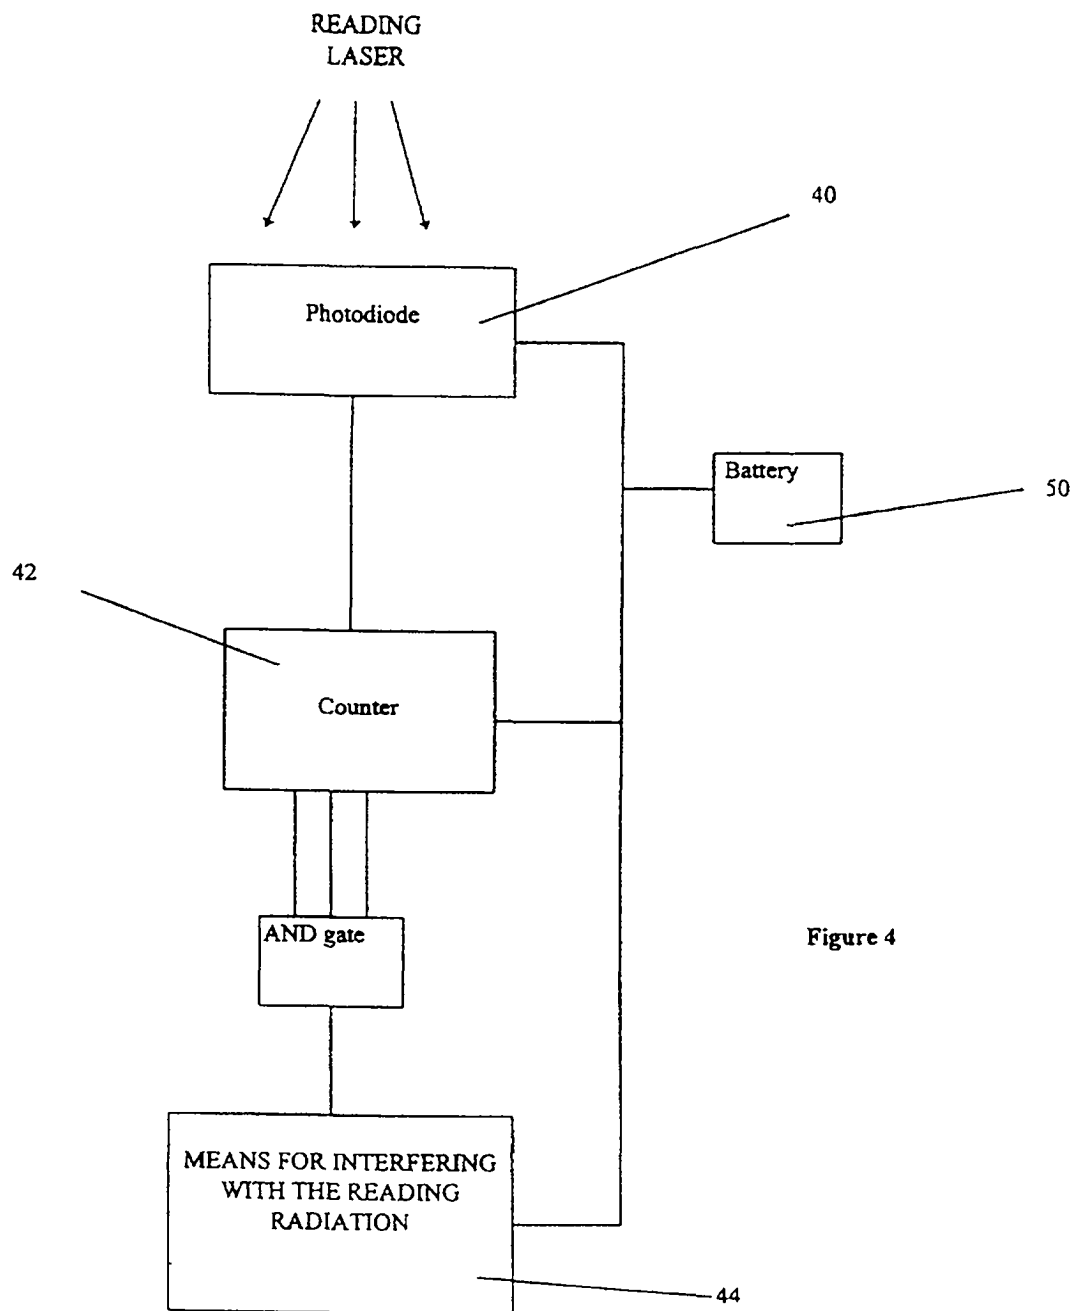 READING
LASER
40
Photodiode
Battery
50
42
Counter
AND gate
Figure 4
MEANS FOR INTERFERING
WITH THE READING
RADIATION
44